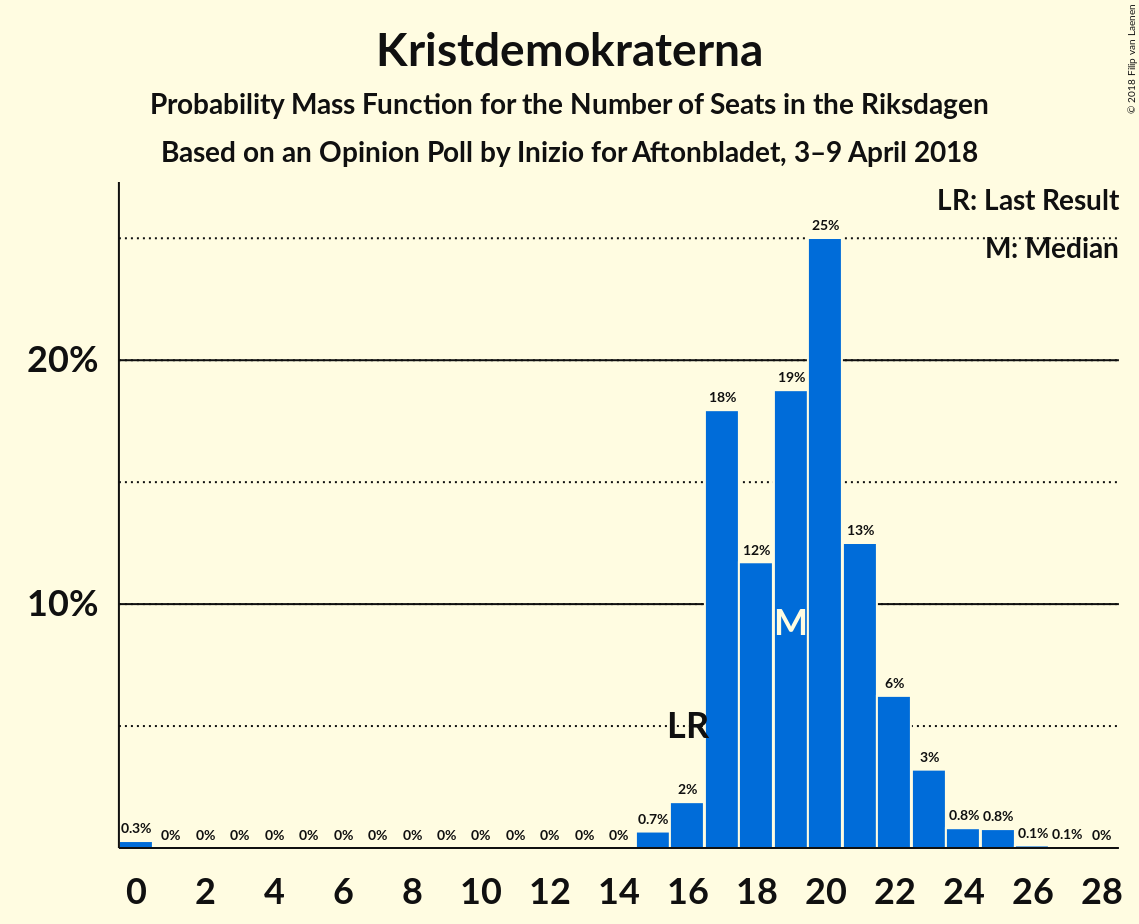 Kristdemokraterna
Probability Mass Function for the Number of Seats in the Riksdagen
Based on an Opinion Poll by Inizio for Aftonbladet, 3–9 April 2018
© 2018 Filip van Laenen
LR: Last Result
M: Median
20%
10%
0.3% 0% 0% 0% 0% 0% 0% 0% 0% 0% 0% 0% 0% 0% 0% 0.7% 2% 18% 12% 19% 25% 13% 6% 3% 0.8% 0.8% 0.1% 0.1% 0%
M
LR
0 2 4 6 8 10 12 14 16 18 20 22 24 26 28